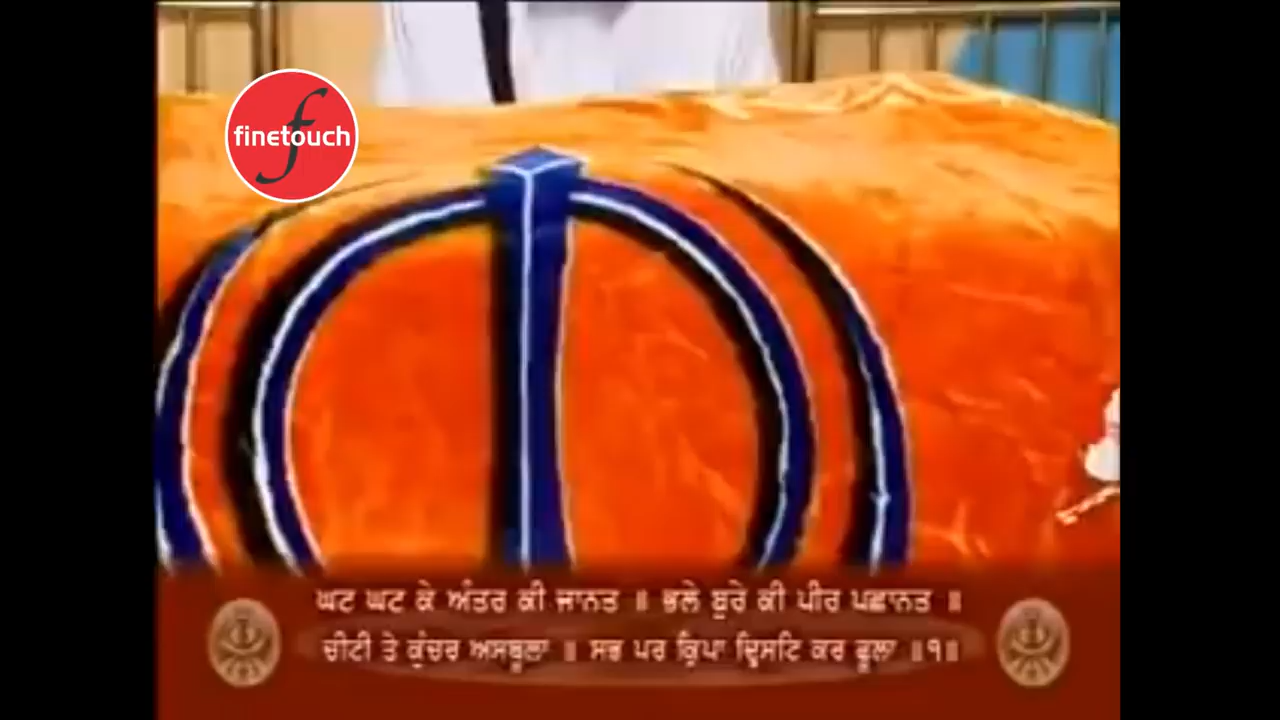 finetouch
ਘਟ ਘਟ ਕੇ ਅੰਤਰ ਕੀ ਜਾਨਤ ॥ ਭਲੇ ਬੁਰੇ ਕੀ ਪੀਰ ਪਛਾਨਤ ॥
ਚੀਟੀ ਤੇ ਕੁੰਚਰ ਅਸਥੂਲਾ ॥ ਸਭ ਪਰ ਕ੍ਰਿਪਾ ਦ੍ਰਿਸਟਿ ਕਰ ਫੂਲਾ ॥੧॥